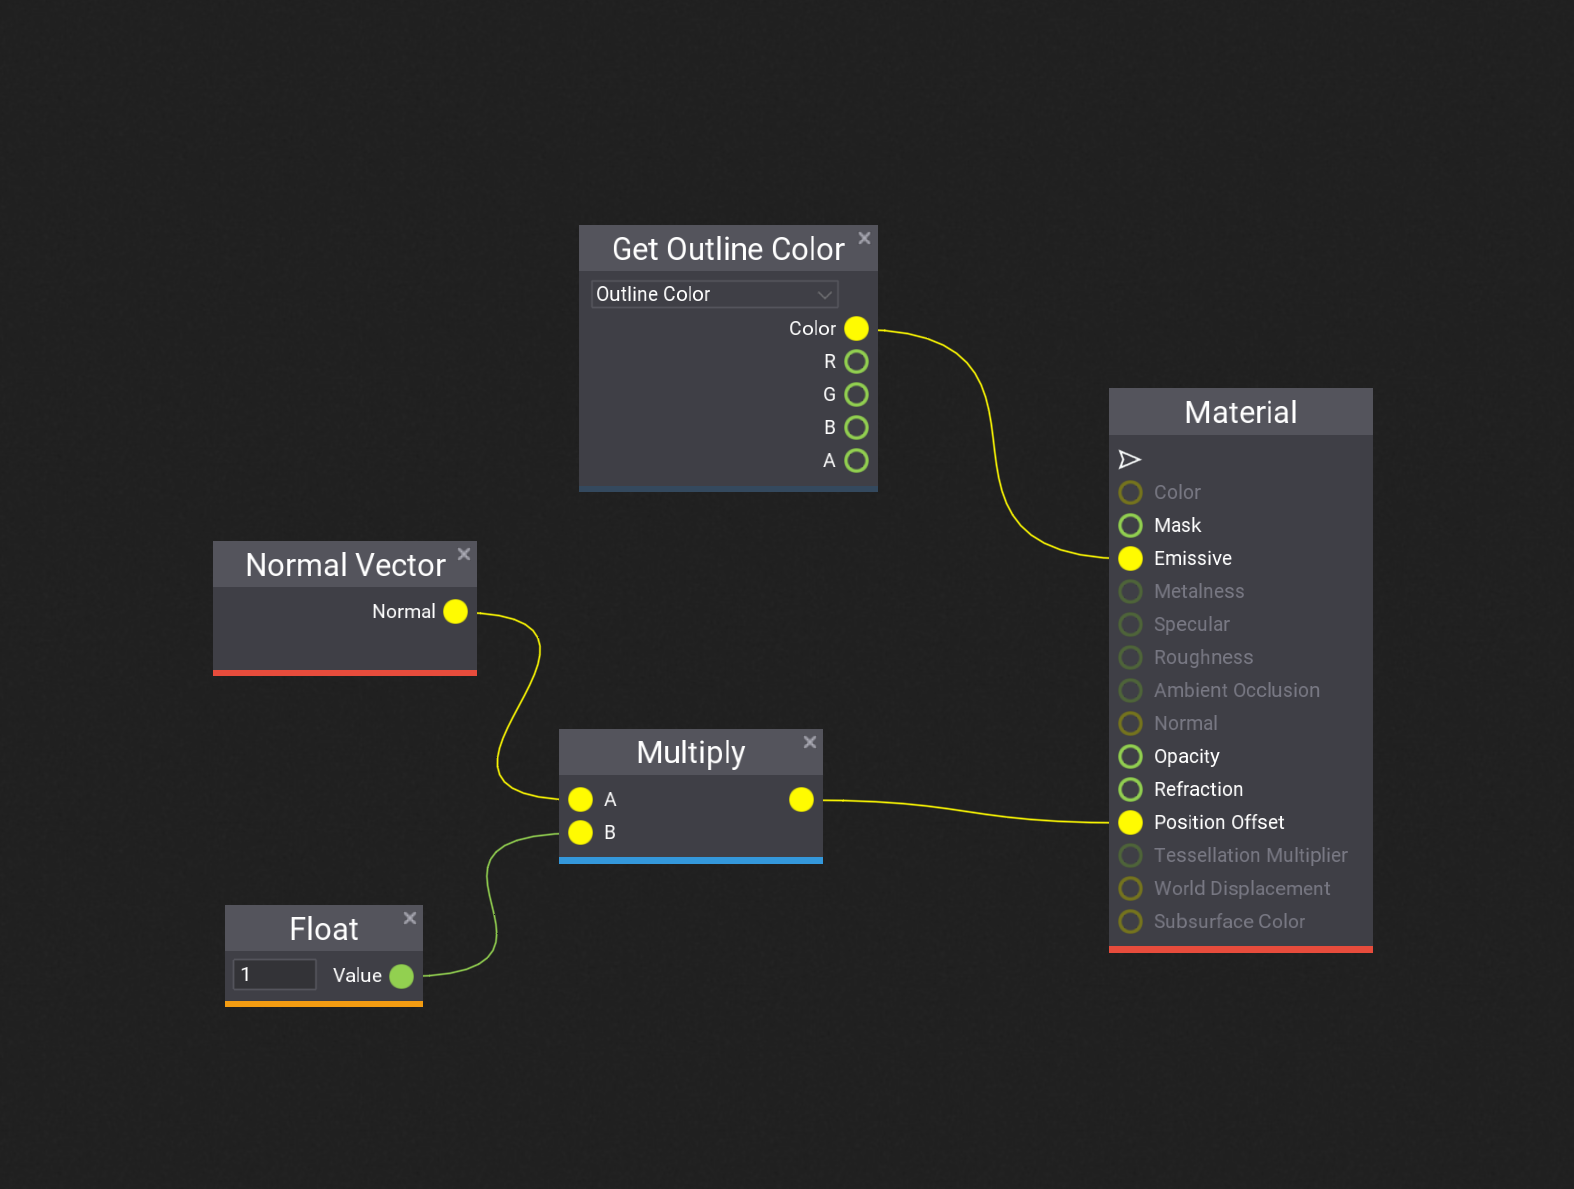 Get Outline Color
Outline Color
Color
R
G
B
A
Normal Vector
Normal
Multiply
A
B
Float
1 Value
Material
Color
Mask
Emissive
Metalness
Specular
Roughness
Ambient Occlusion
Normal
Opacity
Refraction
Position Offset
Tessellation Multiplier
World Displacement
Subsurface Color